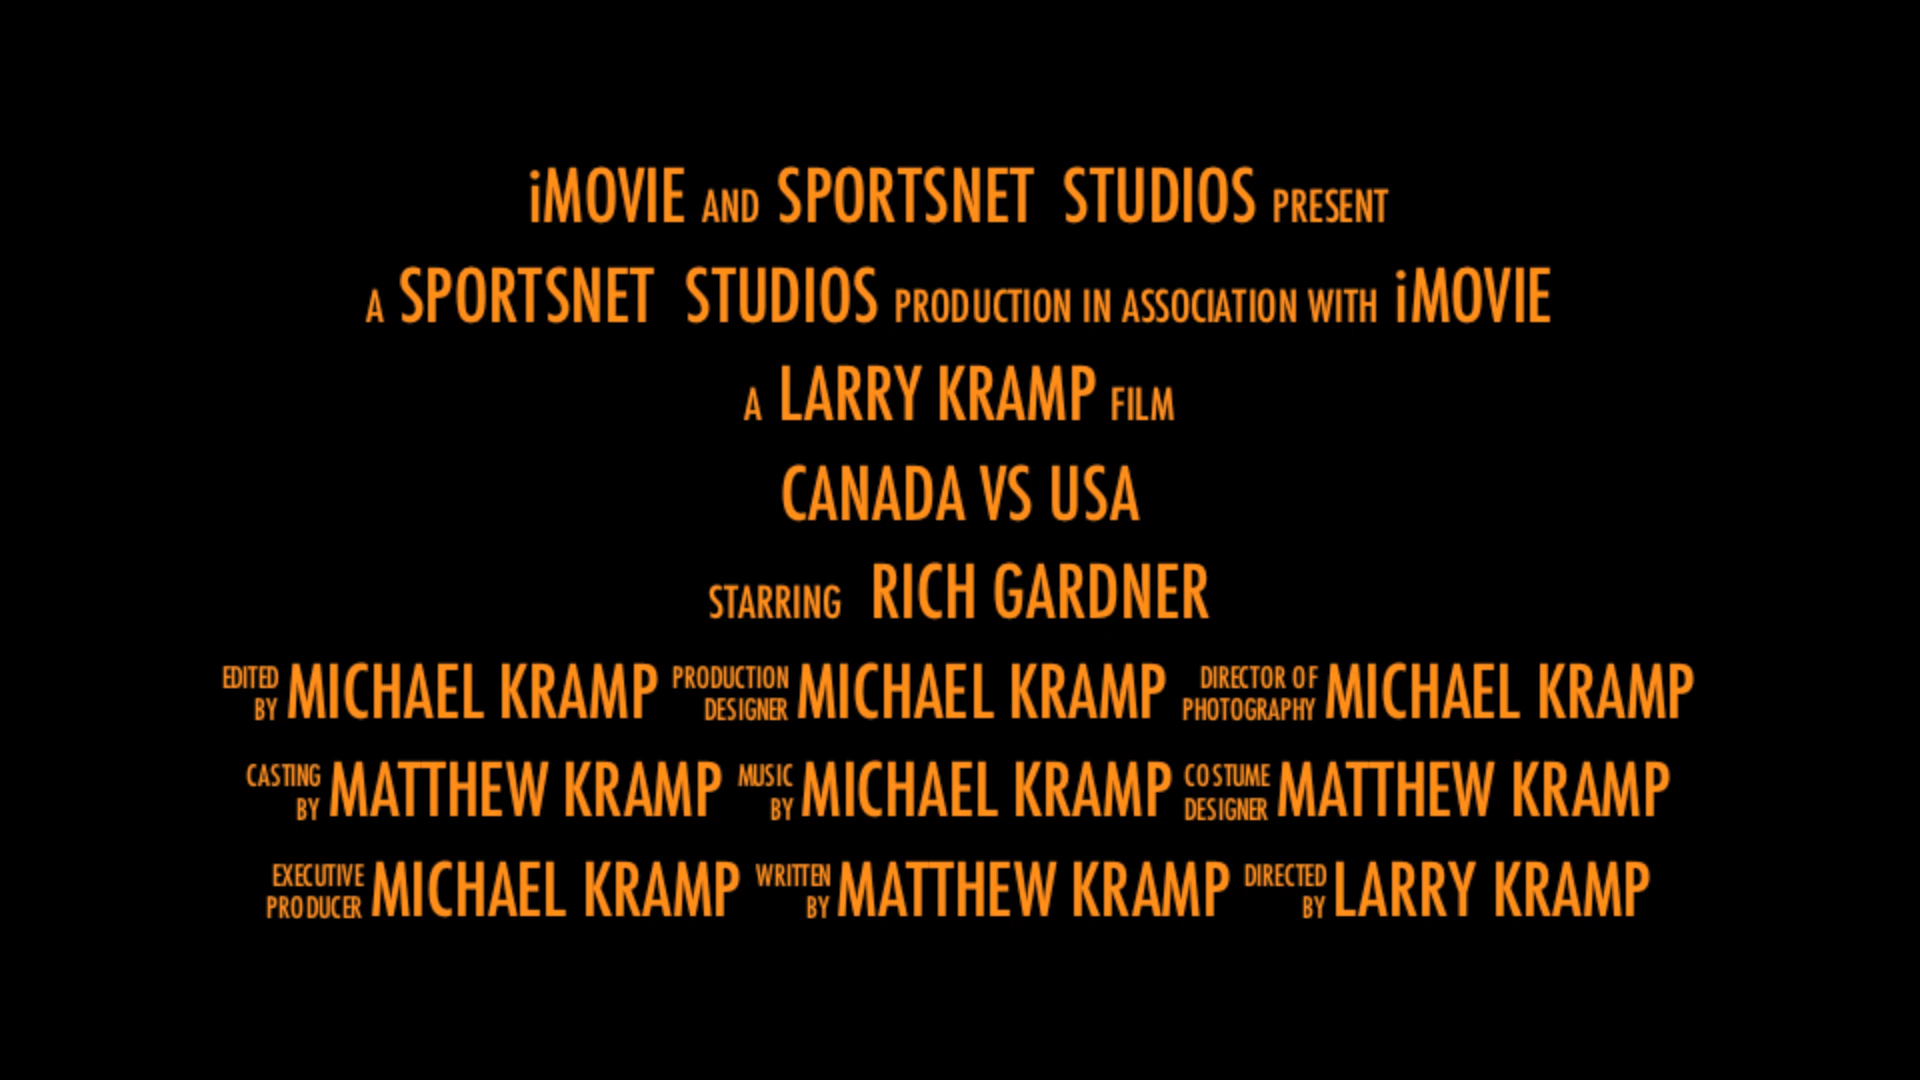 iMOVIE AND SPORTSNET STUDIOS PRESENT
A SPORTSNET STUDIOS PRODUCTION IN ASSOCIATION WITH iMOVIE
A LARRY KRAMP FILM
CANADA VS USA
STARRING RICH GARDNER
EDITED BY MICHAEL KRAMP PRODUCTION DESIGNER MICHAEL KRAMP DIRECTOR OF PHOTOGRAPHY MICHAEL KRAMP
CASTING BY MATTHEW KRAMP MUSIC BY MICHAEL KRAMP COSTUME DESIGNER MATTHEW KRAMP
EXECUTIVE PRODUCER MICHAEL KRAMP WRITTEN BY MATTHEW KRAMP DIRECTED BY LARRY KRAMP